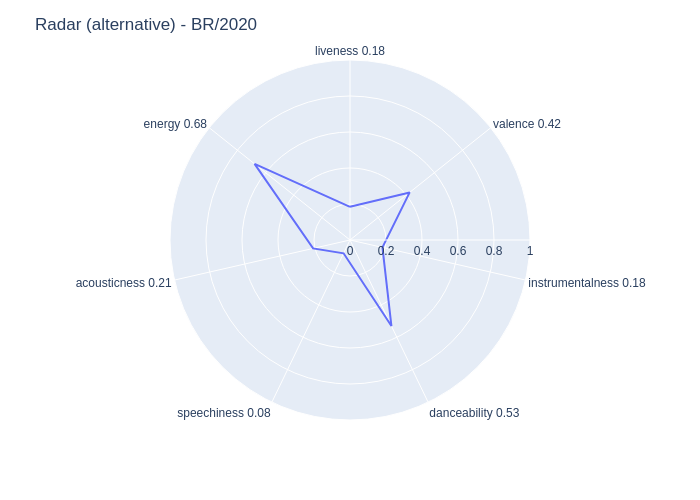 Radar (alternative) - BR/2020
liveness 0.18
energy 0.68
valence 0.42
0 0.2 0.4 0.6 0.8 1
acousticness 0.21
instrumentalness 0.18
speechiness 0.08
danceability 0.53